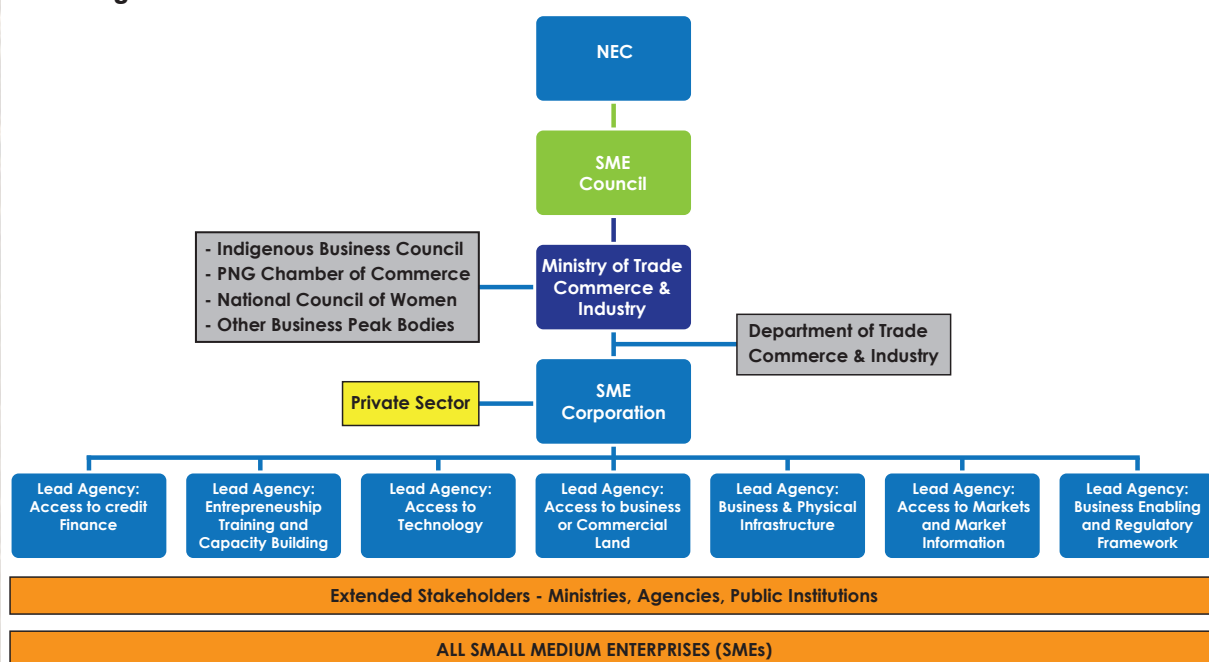 NEC
SME
Council
- Indigenous Business Council
- PNG Chamber of Commerce
- National Council of Women
- Other Business Peak Bodies
Ministry of Trade
Commerce &
Industry
Department of Trade
Commerce & Industry
Private Sector
SME
Corporation
Lead Agency:
Access to credit
Finance
Lead Agency:
Entrepreneurship
Training and
Capacity Building
Lead Agency:
Access to
Technology
Lead Agency:
Access to business
or Commercial
Land
Lead Agency:
Business & Physical
Infrastructure
Lead Agency:
Access to Markets
and Market
Information
Lead Agency:
Business Enabling
and Regulatory
Framework
Extended Stakeholders - Ministries, Agencies, Public Institutions
ALL SMALL MEDIUM ENTERPRISES (SMEs)